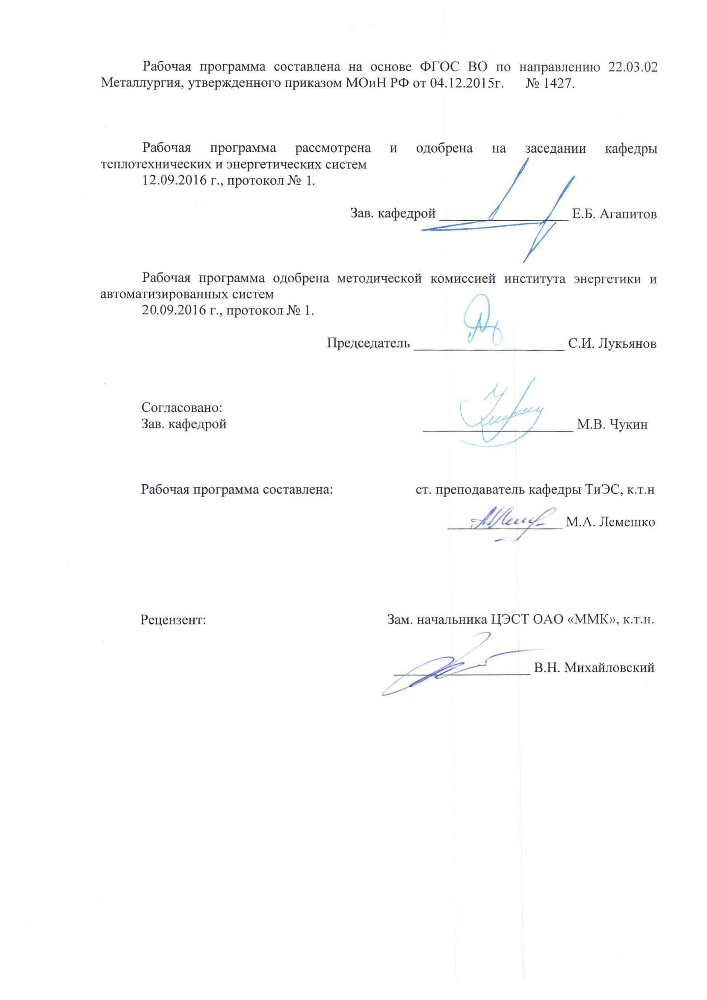 Рабочая программа составлена на основе ФГОС ВО по направлению 22.03.02
Металлургия, утвержденного приказом МОиН РФ от 04.12.2015г. № 1427.
Рабочая программа рассмотрена и одобрена на заседании кафедры
теплотехнических и энергетических систем
12.09.2016 г., протокол № 1.
Зав. кафедрой ___________________ Е.Б. Агапитов
Рабочая программа одобрена методической комиссией института энергетики и
автоматизированных систем
20.09.2016 г., протокол № 1.
Председатель ______________________ С.И. Лукьянов
Согласовано:
Зав. кафедрой ______________________ М.В. Чукин
Рабочая программа составлена: ст. преподаватель кафедры ТиЭС, к.т.н
_________________ М.А. Лемешко
Рецензент: Зам. начальника ЦЭСТ ОАО «ММК», к.т.н.
____________________ В.Н. Михайловский